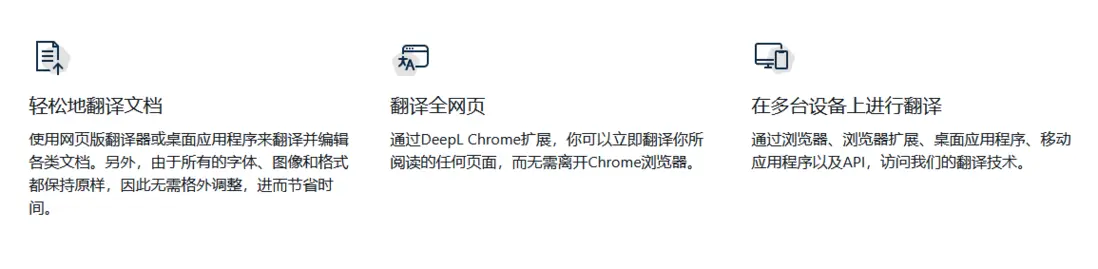 轻松地翻译文档
使用网页版翻译器或桌面应用程序来翻译并编辑
各类文档。另外，由于所有的字体、图像和格式
都保持原样，因此无需格外调整，进而节省时
间。
翻译全网页
通过DeepL Chrome扩展，你可以立即翻译你所
阅读的任何页面，而无需离开Chrome浏览器。
在多台设备上进行翻译
通过浏览器、浏览器扩展、桌面应用程序、移动
应用程序以及API，访问我们的翻译技术。